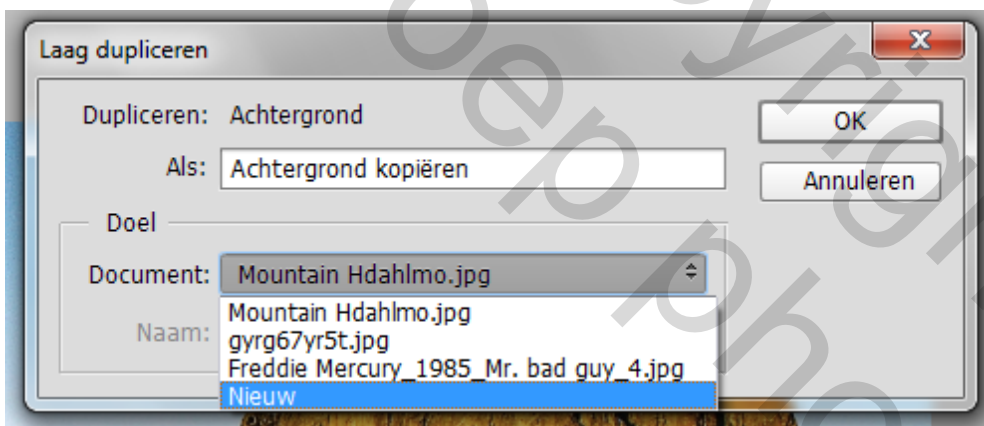 Laag dupliceren
Dupliceren: Achtergrond
OK
Als: Achtergrond kopiëren
Annuleren
Doel
Document: Mountain Hdahlmo.jpg
Mountain Hdahlmo.jpg
Naam:
gyrg67yr5t.jpg
Freddie Mercury_1985_Mr. bad guy_4.jpg
Nieuw